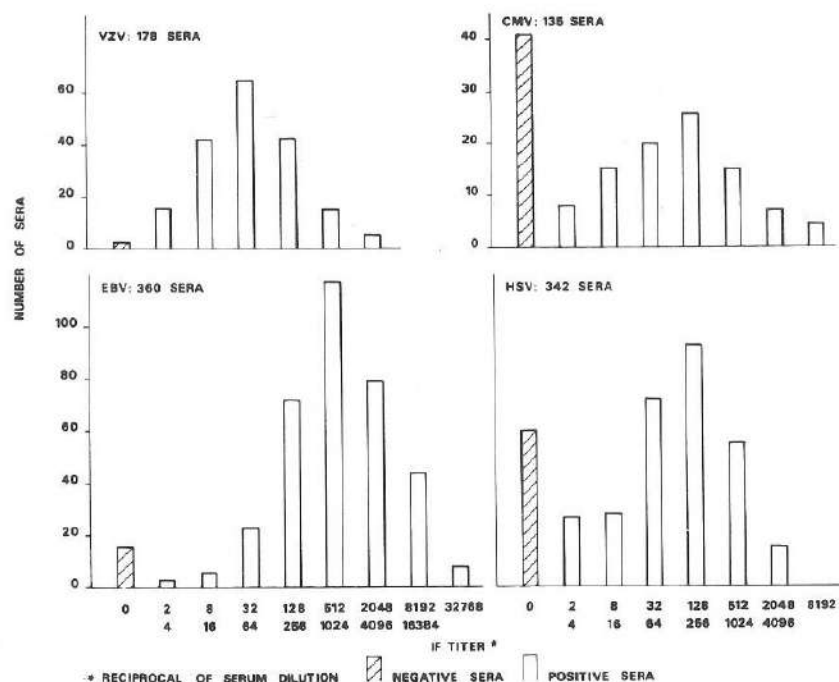 VZV: 178 SERA
CMV: 136 SERA
60
40
20
0
40
30
20
10
0
NUMBER OF SERA
EBV: 360 SERA
HSV: 342 SERA
100
80
60
40
20
0
0 2 8 32 128 512 2048 8192 32768
4 16 64 256 1024 4096 16384
0 2 8 32 128 512 2048 8192
4 16 64 256 1024 4096
IF TITER *
* RECIPROCAL OF SERUM DILUTION NEGATIVE SERA POSITIVE SERA